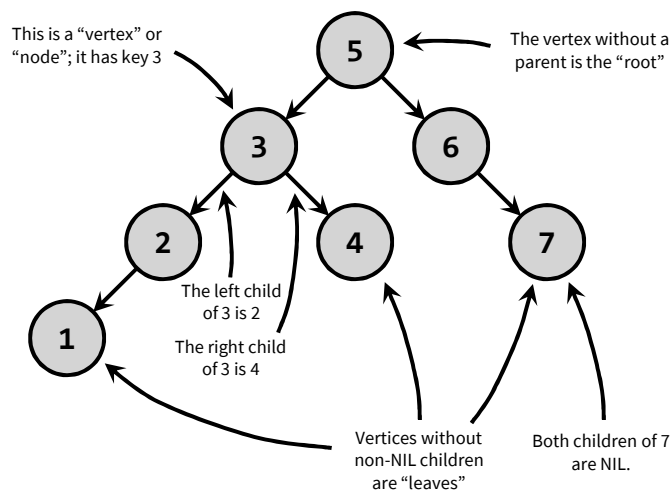 This is a “vertex” or
“node”; it has key 3
5
The vertex without a
parent is the “root”
3
6
2
4
7
The left child
of 3 is 2
1
The right child
of 3 is 4
Vertices without
non-NIL children
are “leaves”
Both children of 7
are NIL.